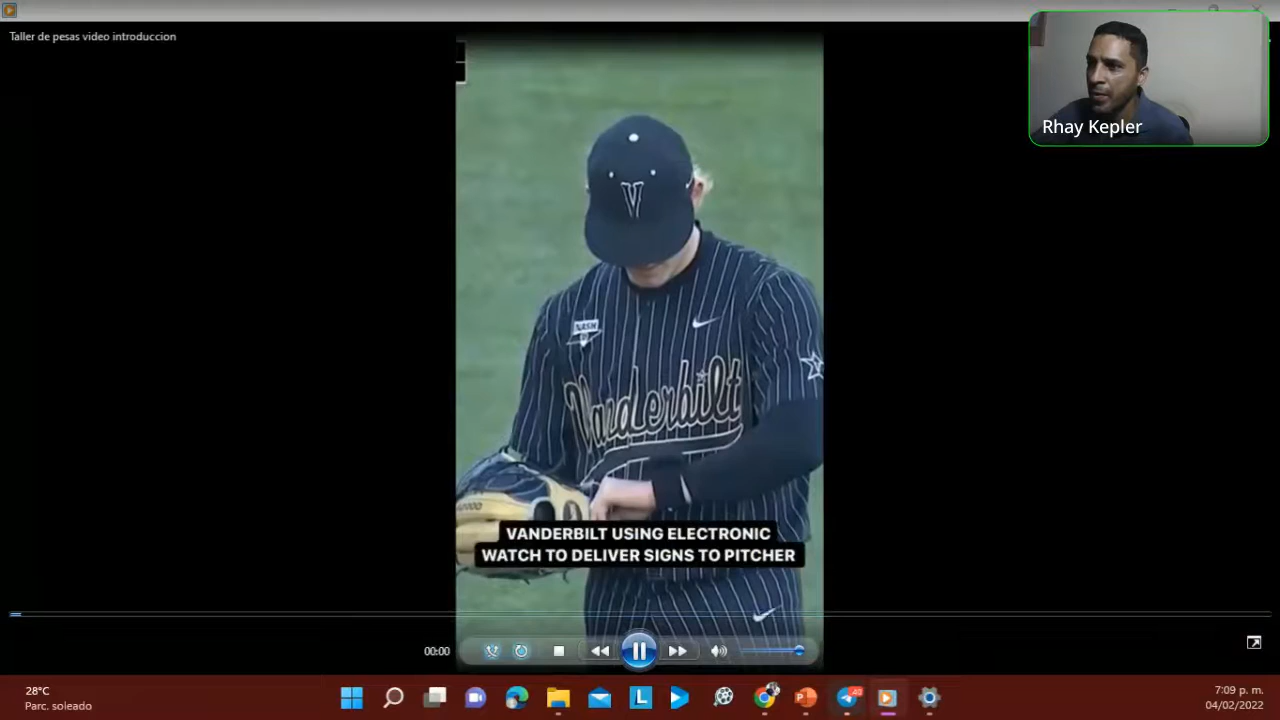 Taller de pesas video introduccion
Rhay Kepler
V
NASH
Vanderbilt
VANDERBILT USING ELECTRONIC
WATCH TO DELIVER SIGNS TO PITCHER
00:00
28°C
Parc. soleado
7:09 p. m.
04/02/2022